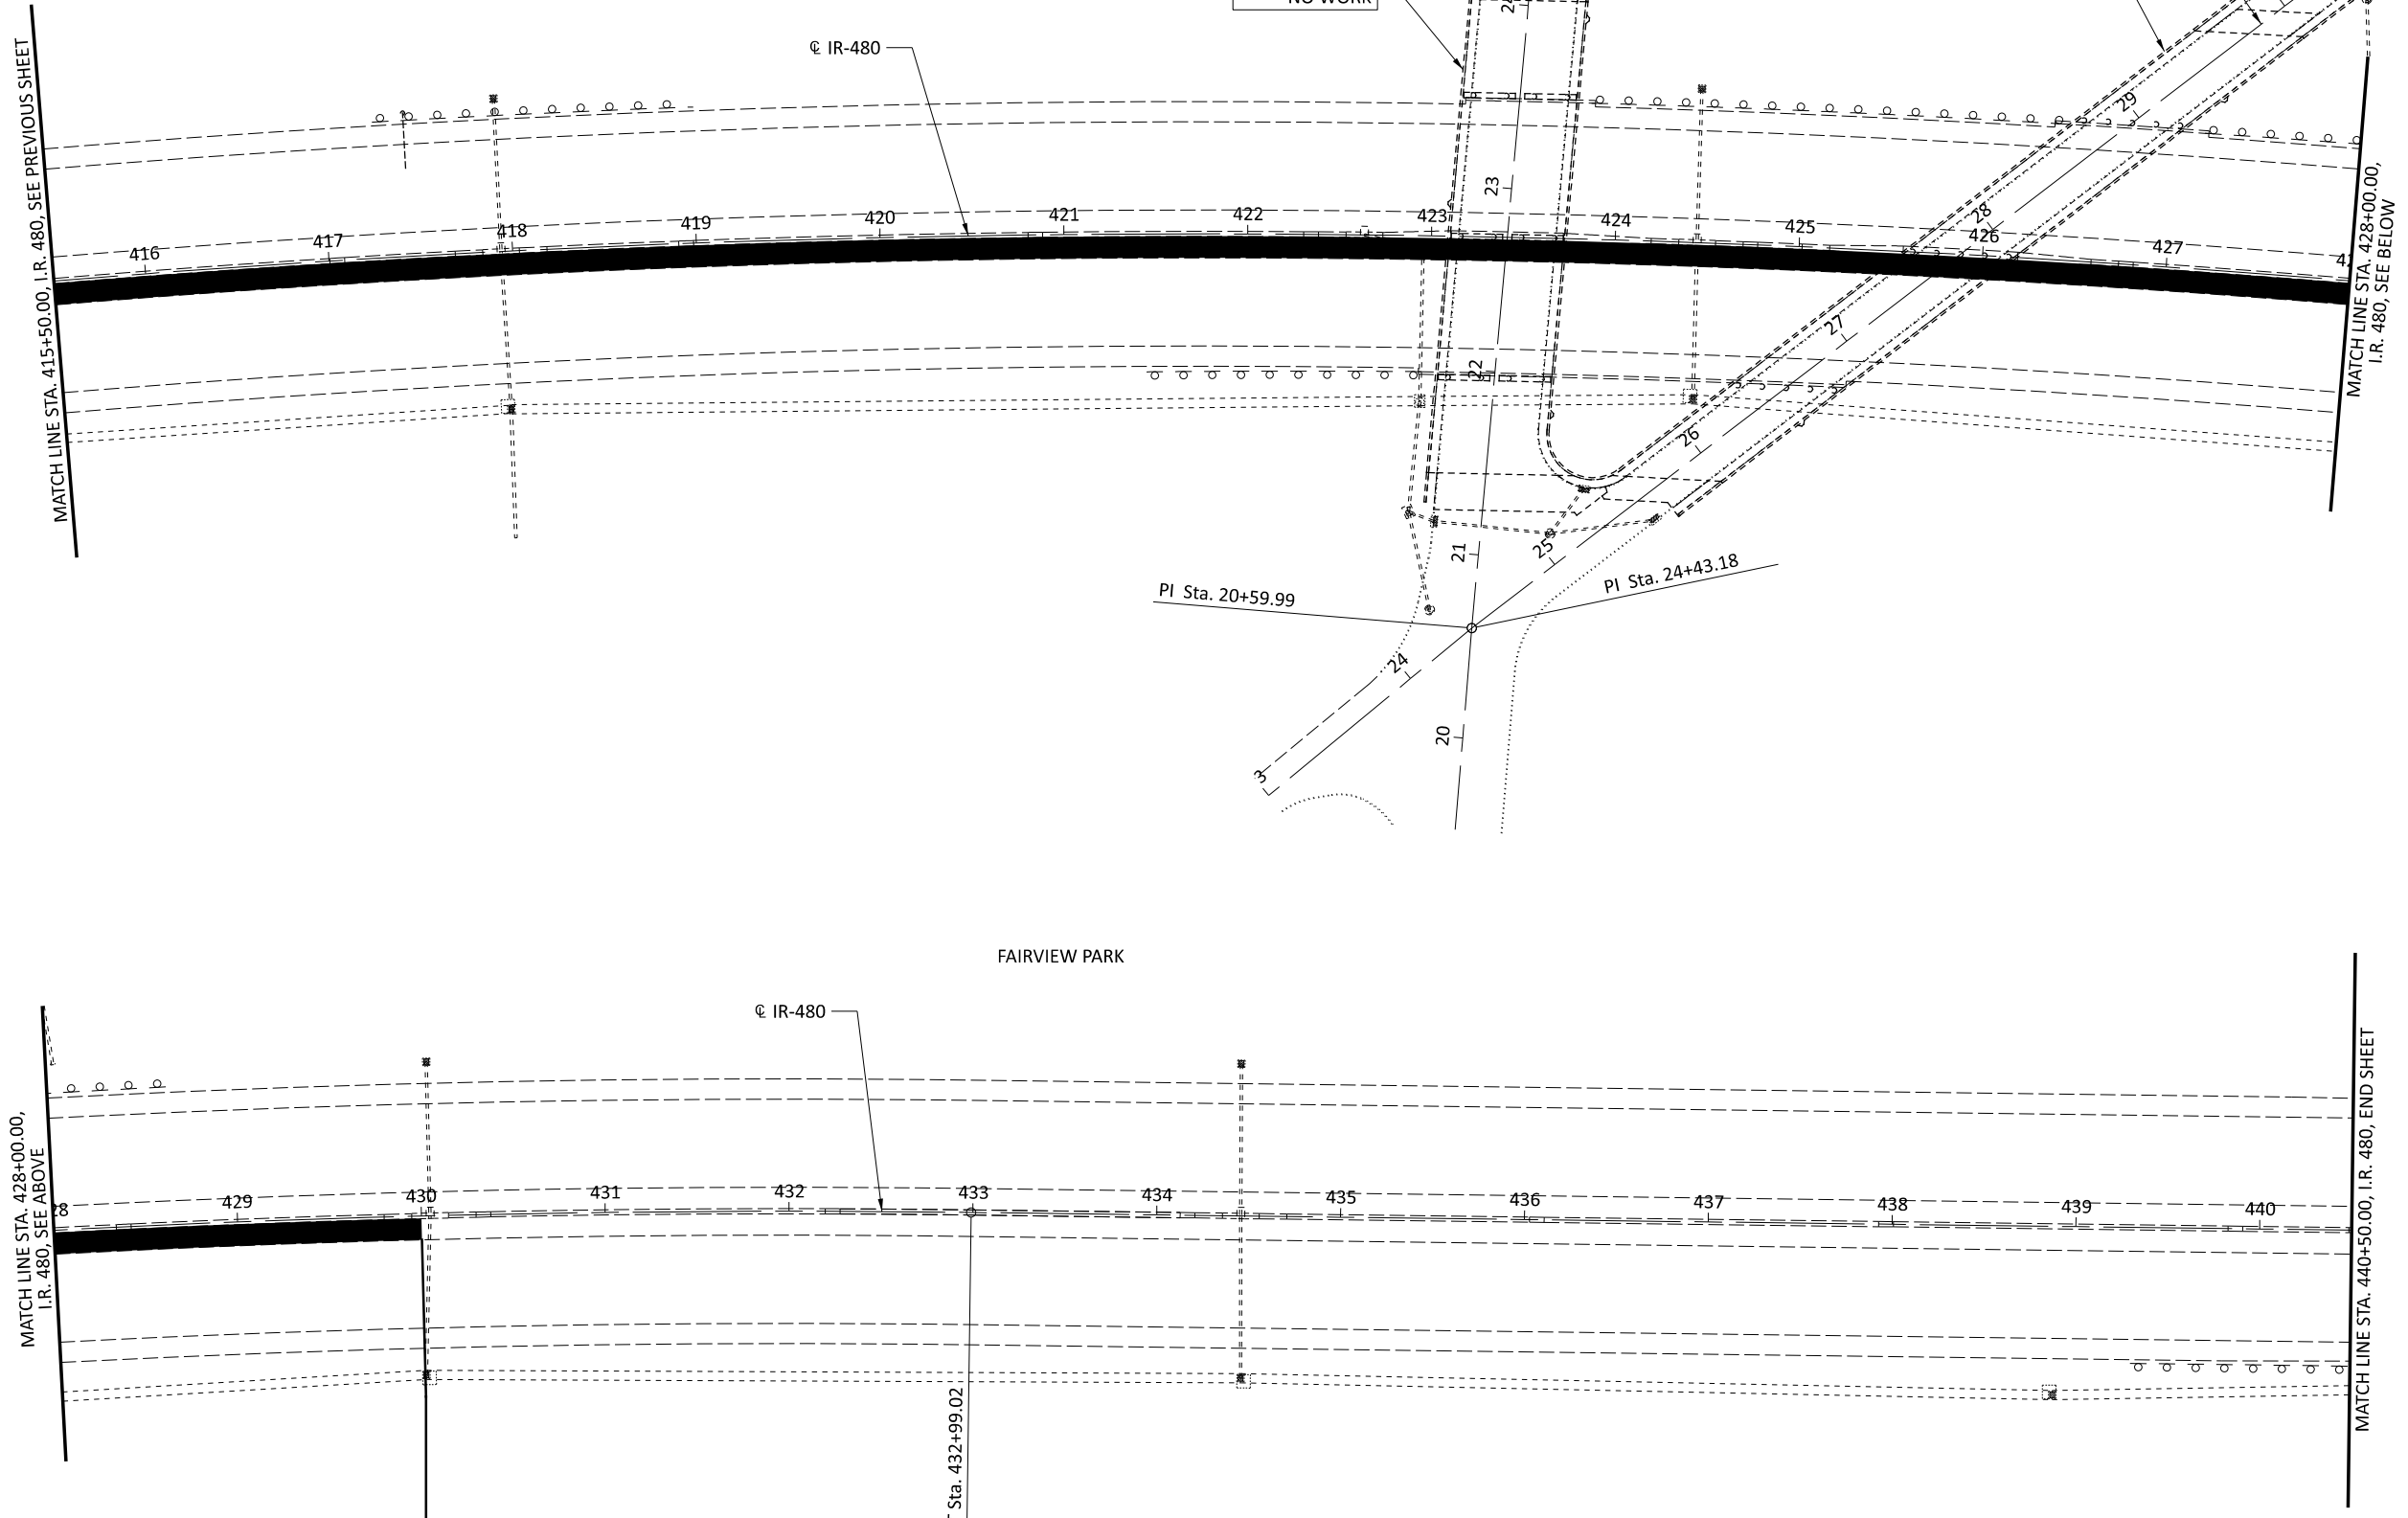 NO WORK
℄ IR-480
MATCH LINE STA. 415+50.00, I.R. 480, SEE PREVIOUS SHEET
416
417
418
419
420
421
422
423
424
425
426
427
23
22
21
20
29
28
27
26
25
24
3
MATCH LINE STA. 428+00.00,
I.R. 480, SEE BELOW
PI Sta. 20+59.99
PI Sta. 24+43.18
FAIRVIEW PARK
℄ IR-480
MATCH LINE STA. 428+00.00,
I.R. 480, SEE ABOVE
28
429
430
431
432
433
434
435
436
437
438
439
440
Sta. 432+99.02
MATCH LINE STA. 440+50.00, I.R. 480, END SHEET